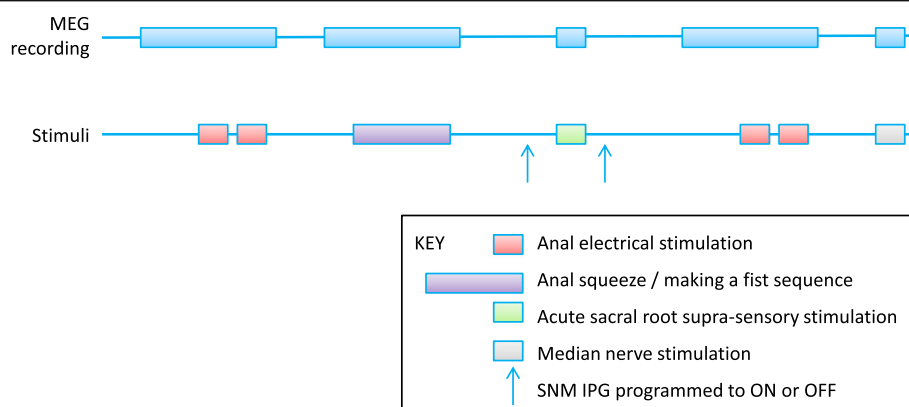 MEG
recording
Stimuli
KEY
Anal electrical stimulation
Anal squeeze / making a fist sequence
Acute sacral root supra-sensory stimulation
Median nerve stimulation
SNM IPG programmed to ON or OFF